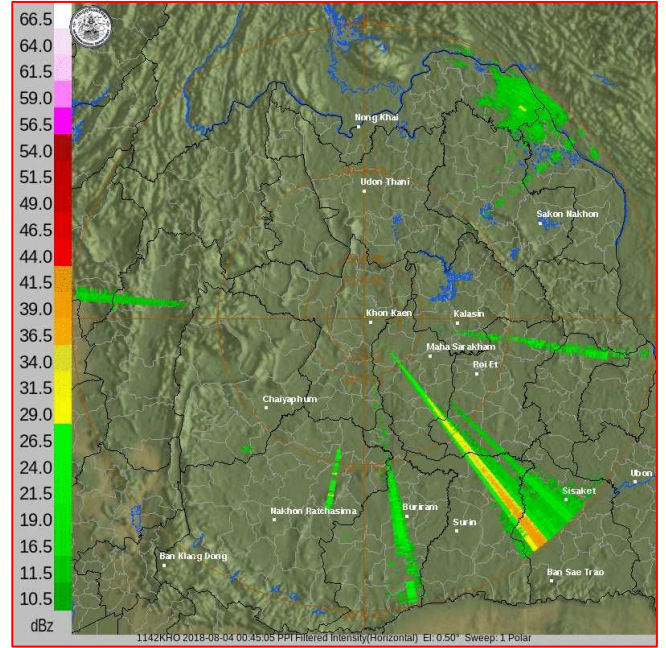 66.5
64.0
61.5
59.0
56.5
54.0
51.5
49.0
46.5
44.0
41.5
39.0
36.5
34.0
31.5
29.0
26.5
24.0
21.5
19.0
16.5
11.5
10.5
dBz
Nong Khai
Udon Thani
Sakon Nakhon
Khon Kaen
Kalasin
Maha Sarakham
Roi Et
Chaiyaphum
Ubon
Sisaket
Nakhon Ratchasima
Buriram
Surin
Ban Klang Dong
Ban Sae Trao
1142KHO 2018-08-04 00:45:05 PPI Filtered Intensity(Horizontal) El: 0.50° Sweep: 1 Polar